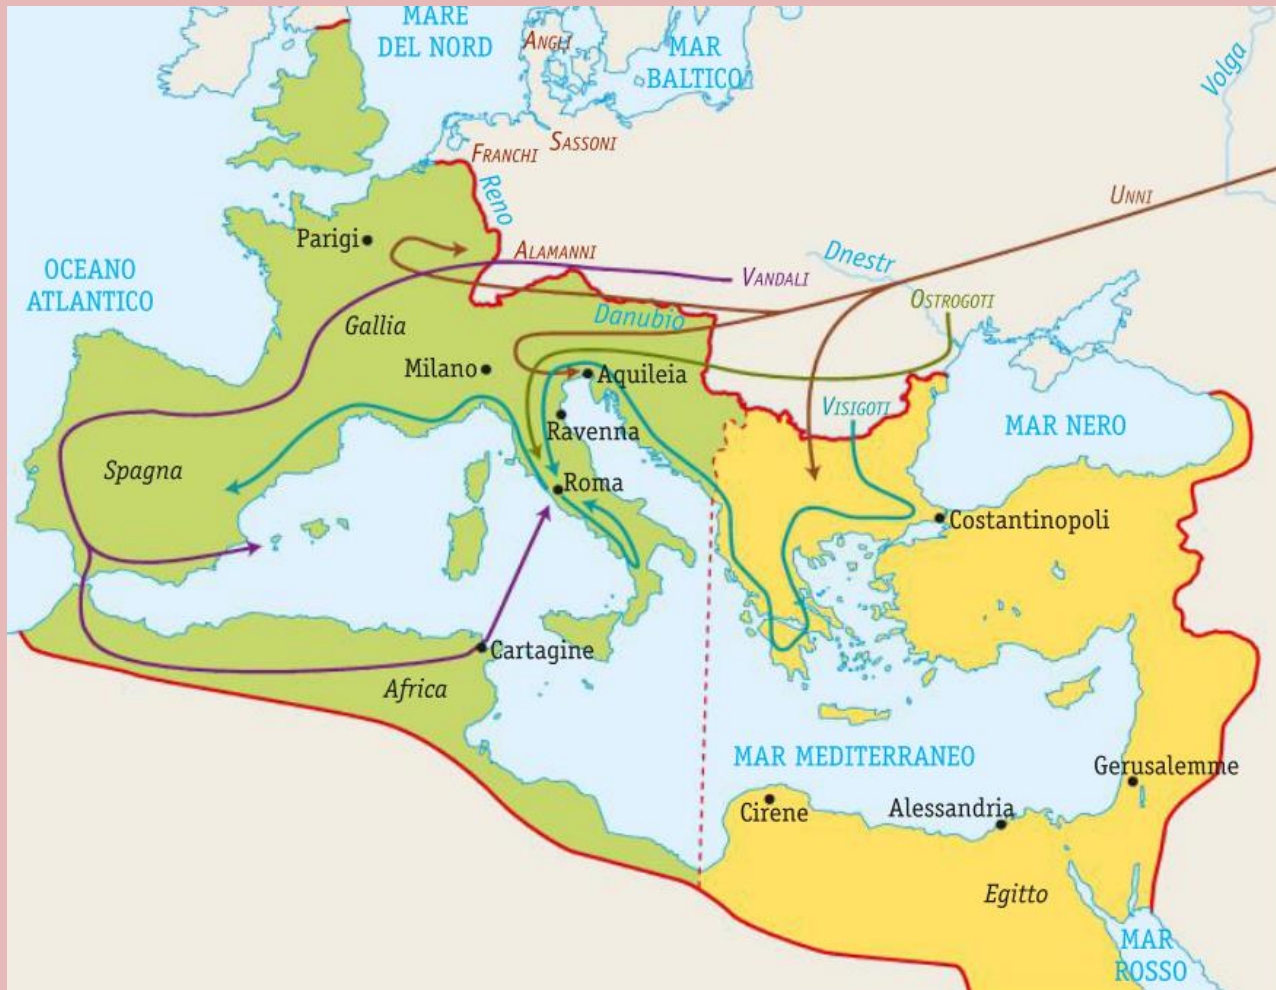 MARE
DEL NORD
ANGLI
MAR
BALTICO
Volga
SASSONI
FRANCHI
Reno
UNNI
Parigi
ALAMANNI
Dnestr
VANDALI
OCEANO
ATLANTICO
OSTROGOTI
Gallia
Danubio
Milano
Aquileia
VISIGOTI
MAR NERO
Ravenna
Spagna
Roma
Costantinopoli
Cartagine
Africa
MAR MEDITERRANEO
Gerusalemme
Cirene
Alessandria
Egitto
MAR
ROSSO